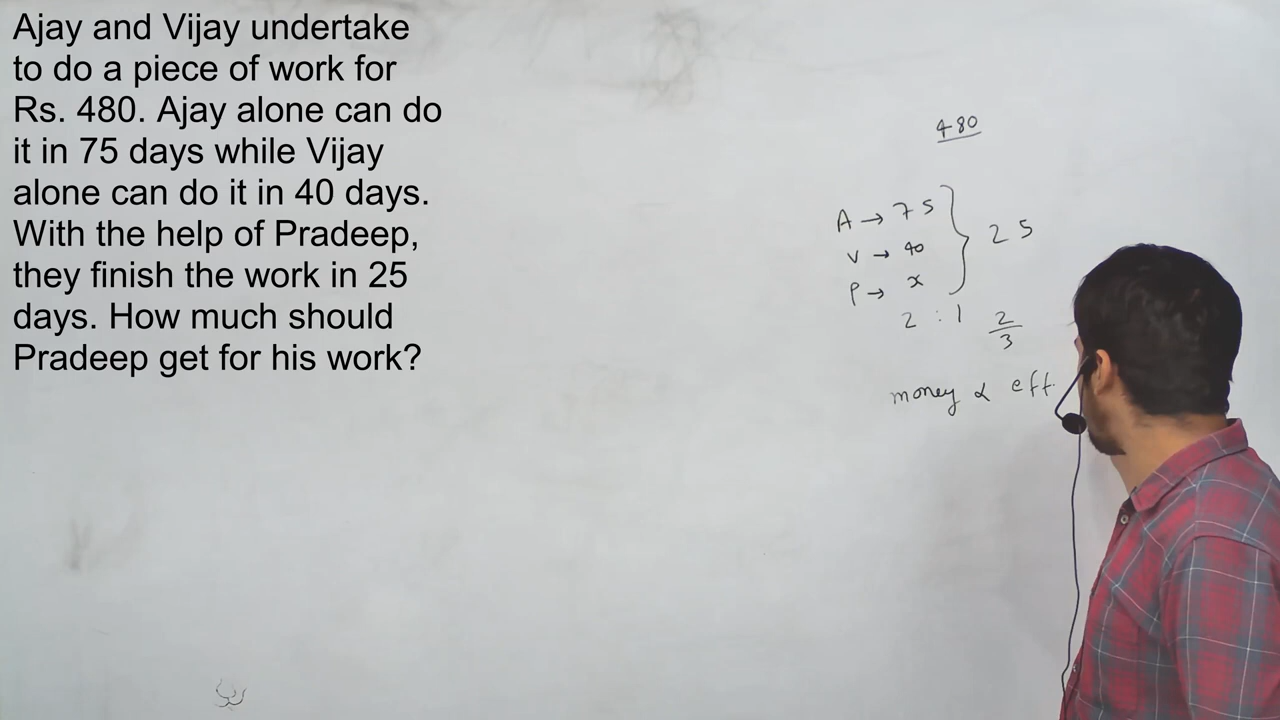 Ajay and Vijay undertake
to do a piece of work for
Rs. 480. Ajay alone can do
it in 75 days while Vijay
alone can do it in 40 days.
With the help of Pradeep,
they finish the work in 25
days. How much should
Pradeep get for his work?
480
A → 75
V → 40
P → x
} 25
2 : 1
2/3
money ∝ eff.